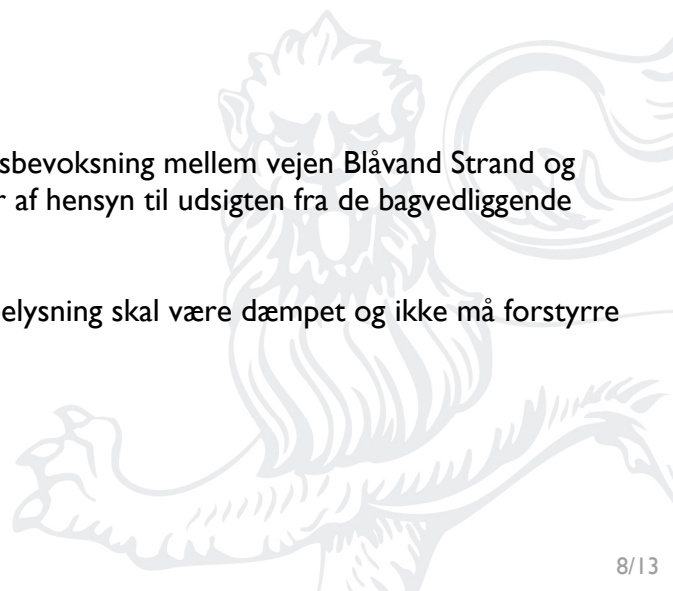 sbevoksning mellem vejen Blåvand Strand og
r af hensyn til udsigten fra de bagvedliggende
elysning skal være dæmpet og ikke må forstyrre
8/13